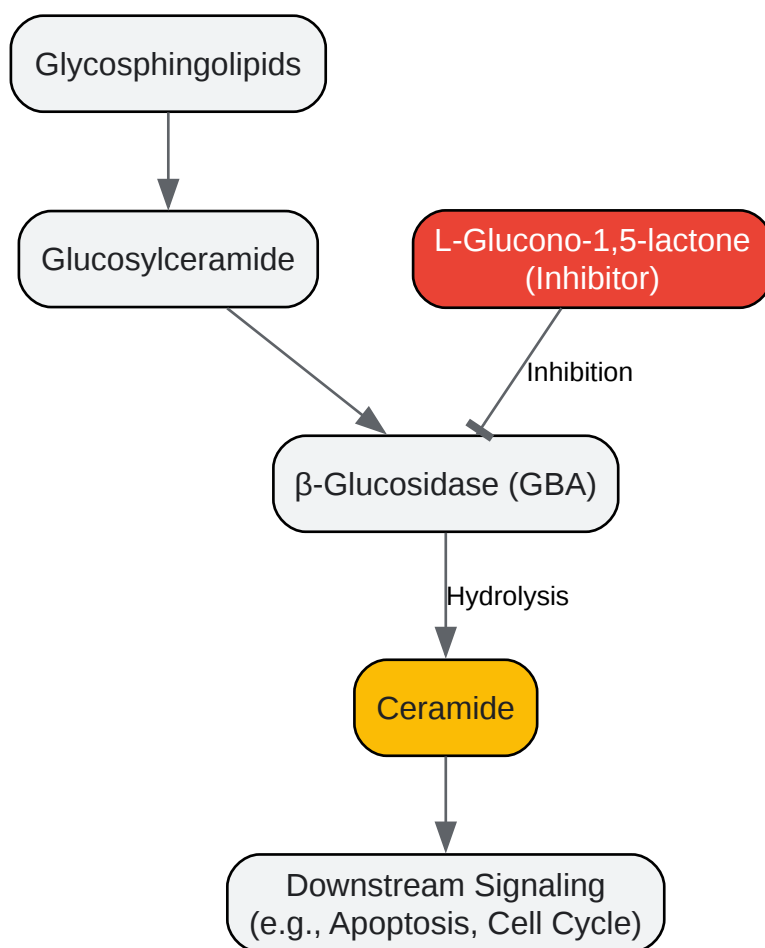 Glycosphingolipids
Glucosylceramide
L-Glucono-1,5-lactone
(Inhibitor)
Inhibition
β-Glucosidase (GBA)
Hydrolysis
Ceramide
Downstream Signaling
(e.g., Apoptosis, Cell Cycle)